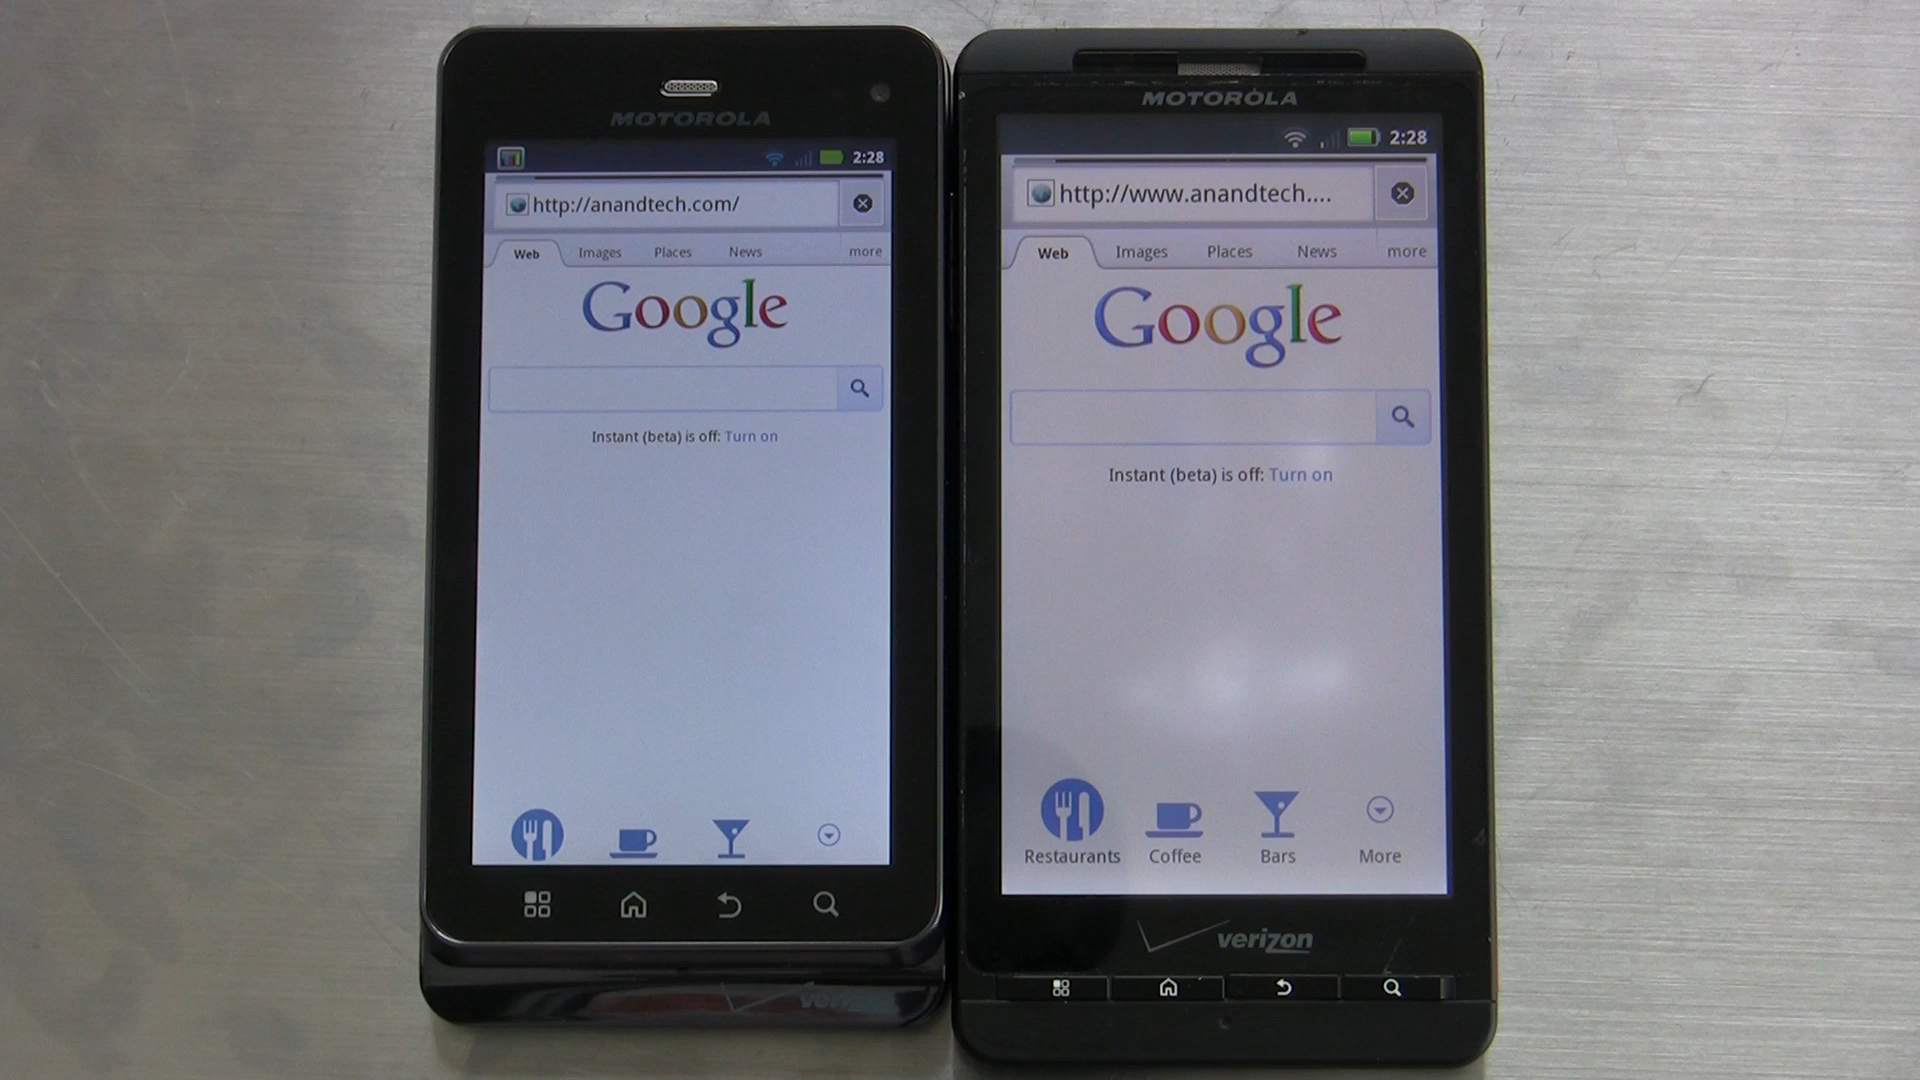 MOTOROLA
2:28
http://anandtech.com/
Web Images Places News more
Google
Instant (beta) is off: Turn on
verizon
MOTOROLA
2:28
http://www.anandtech....
Web Images Places News more
Google
Instant (beta) is off: Turn on
Restaurants Coffee Bars More
verizon